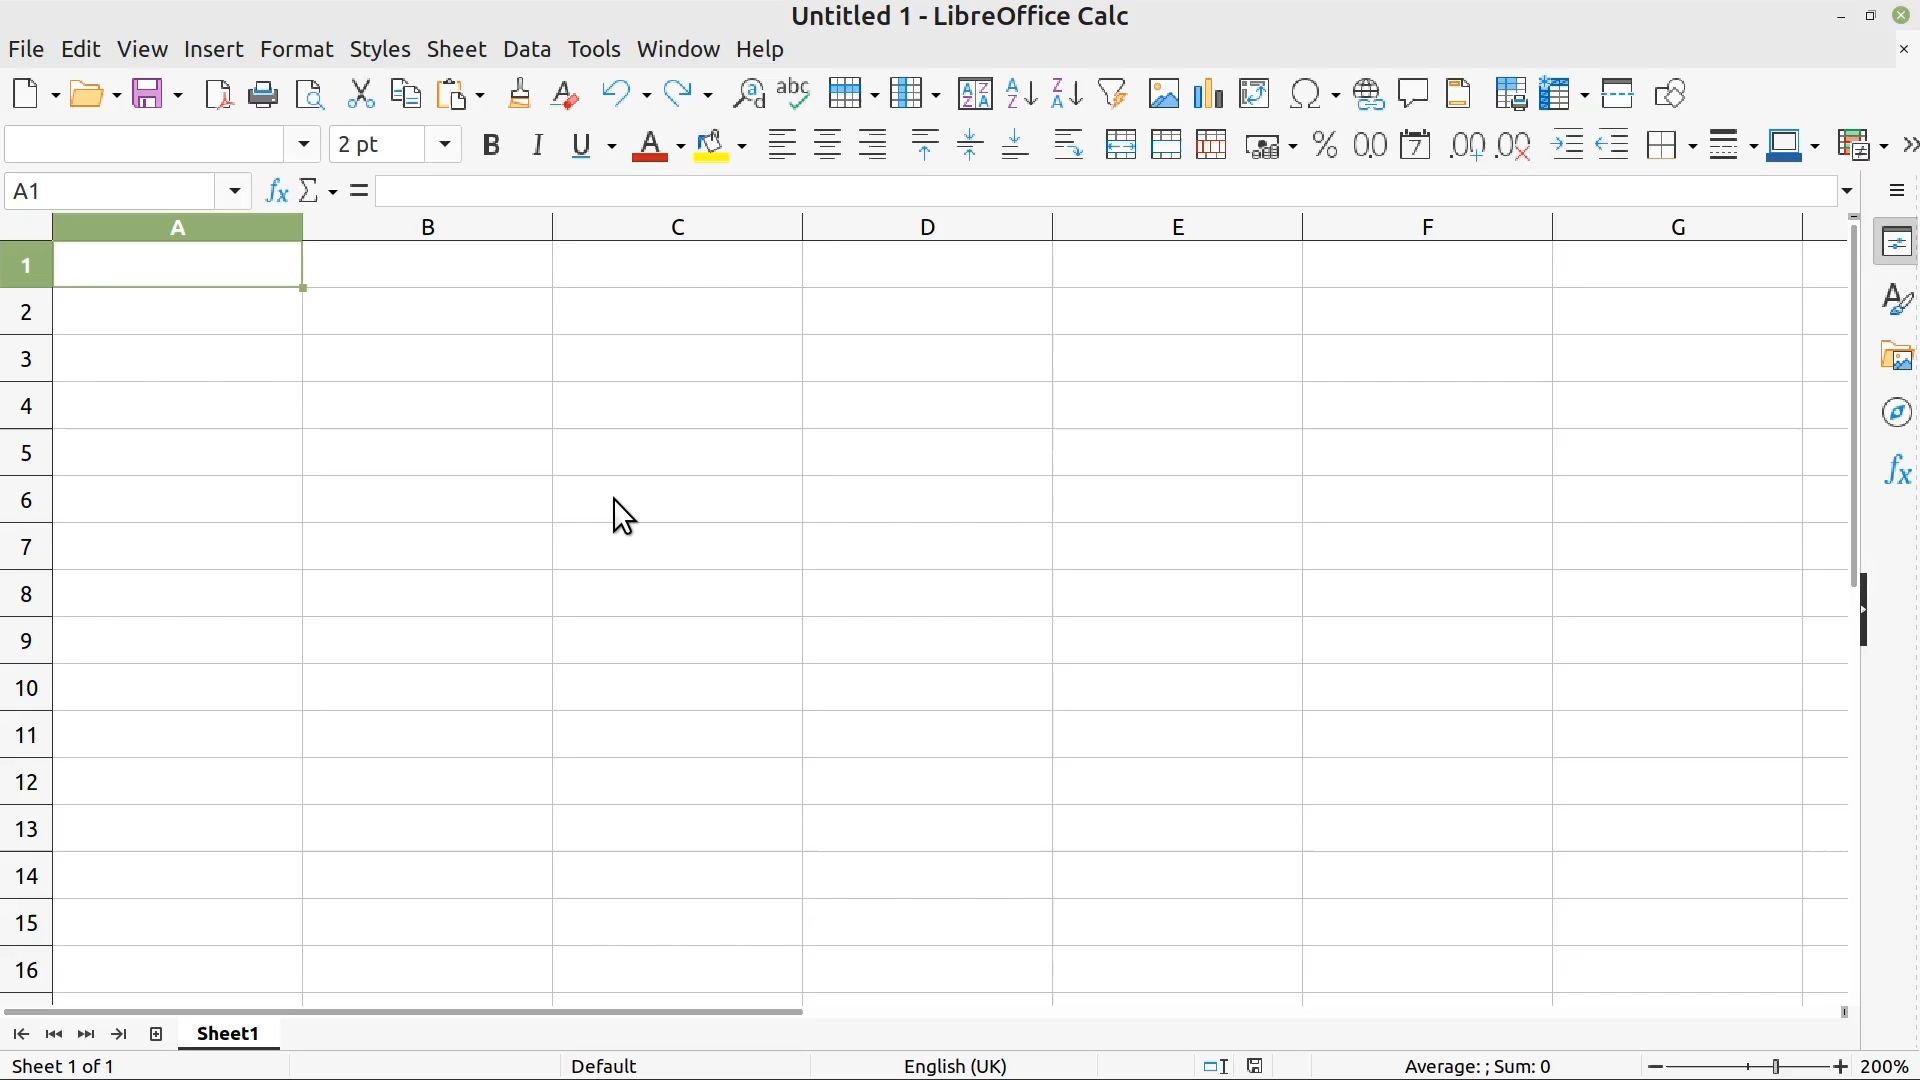 Untitled 1 - LibreOffice Calc
File Edit View Insert Format Styles Sheet Data Tools Window Help
2 pt
A1
A B C D E F G
1
2
3
4
5
6
7
8
9
10
11
12
13
14
15
16
Sheet1
Sheet 1 of 1 Default English (UK) Average: ; Sum: 0 200%